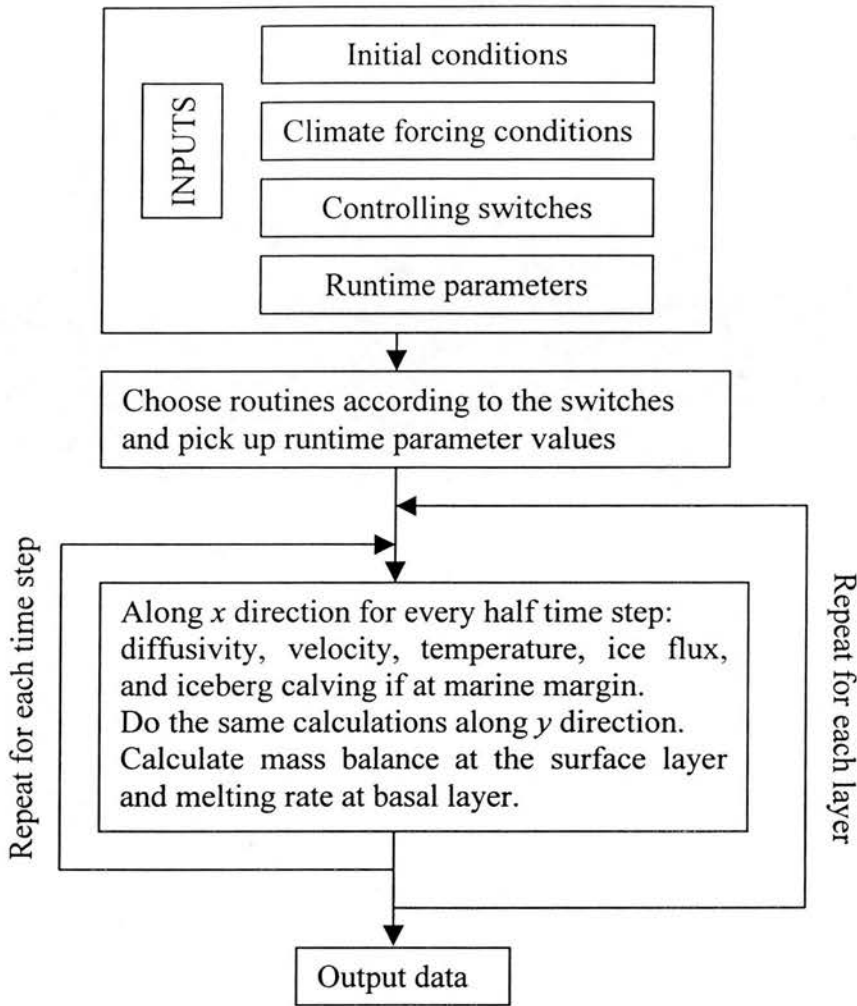 INPUTS
Initial conditions
Climate forcing conditions
Controlling switches
Runtime parameters
Choose routines according to the switches
and pick up runtime parameter values
Repeat for each time step
Along x direction for every half time step:
diffusivity, velocity, temperature, ice flux,
and iceberg calving if at marine margin.
Do the same calculations along y direction.
Calculate mass balance at the surface layer
and melting rate at basal layer.
Repeat for each layer
Output data